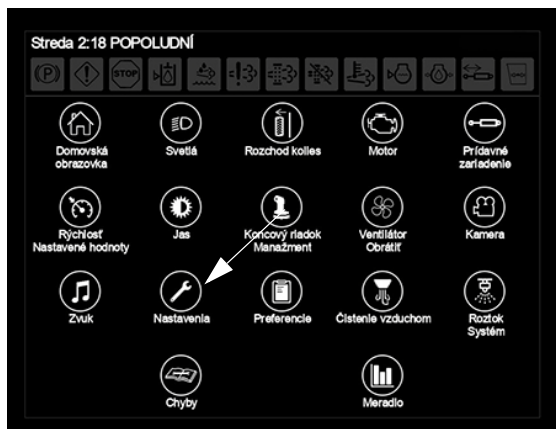 Streda 2:18 POPOLUDNÍ
STOP
Domovská
obrazovka
Svetlá
Rozchod kolies
Motor
Prídavné
zariadenie
Rýchlosť
Nastavené hodnoty
Jas
Koncový riadok
Manažment
Ventilátor
Obrátiť
Kamera
Zvuk
Nastavenia
Preferencie
Čistenie vzduchom
Roztok
Systém
Chyby
Meradlo